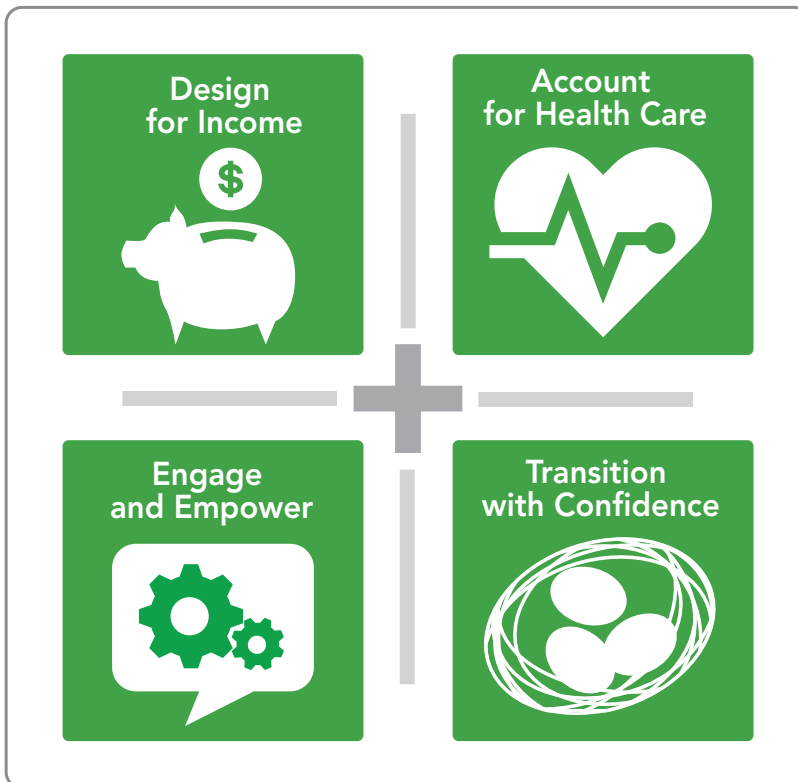 Design
for Income
$
Account
for Health Care
Engage
and Empower
Transition
with Confidence